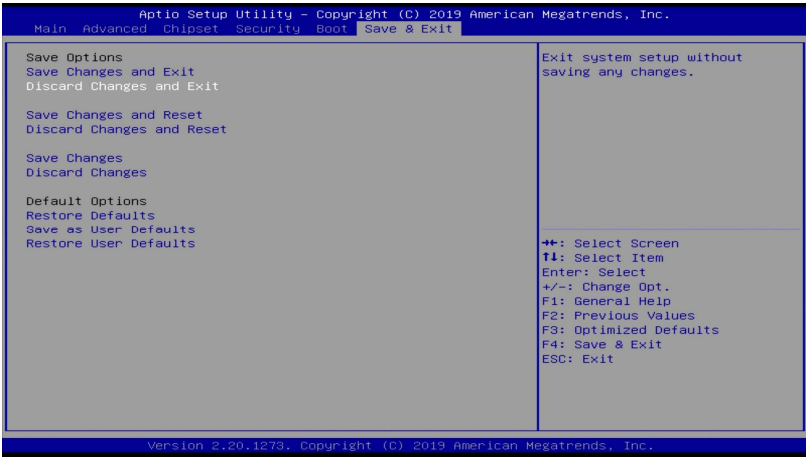 Aptio Setup Utility – Copyright (C) 2019 American Megatrends, Inc.
Main Advanced Chipset Security Boot Save & Exit
Save Options
Save Changes and Exit
Discard Changes and Exit
Save Changes and Reset
Discard Changes and Reset
Save Changes
Discard Changes
Default Options
Restore Defaults
Save as User Defaults
Restore User Defaults
Exit system setup without
saving any changes.
→←: Select Screen
↑↓: Select Item
Enter: Select
+/-: Change Opt.
F1: General Help
F2: Previous Values
F3: Optimized Defaults
F4: Save & Exit
ESC: Exit
Version 2.20.1273. Copyright (C) 2019 American Megatrends, Inc.